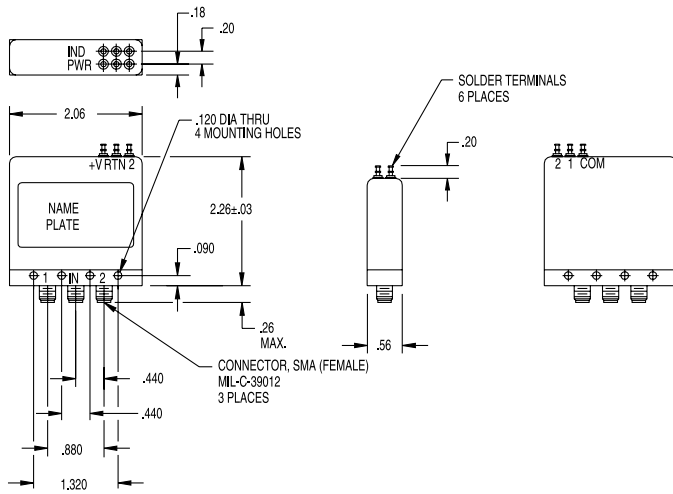 .18
.20
IND
PWR
2.06
.120 DIA THRU
4 MOUNTING HOLES
SOLDER TERMINALS
6 PLACES
.20
+V RTN 2
2 1 COM
NAME
PLATE
2.26±.03
.090
1 IN 2
.26
MAX.
.56
CONNECTOR, SMA (FEMALE)
MIL-C-39012
3 PLACES
.440
.440
.880
1.320